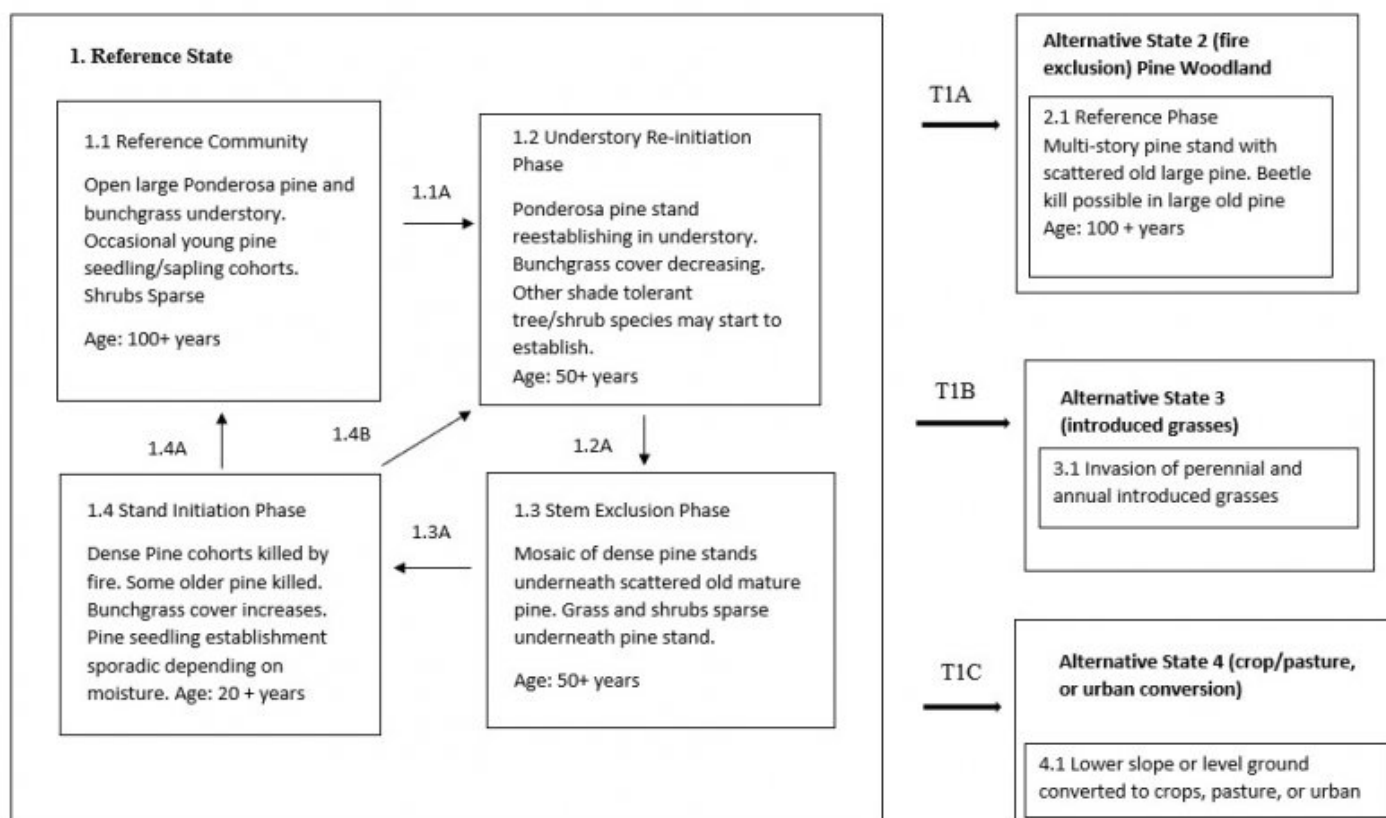 1. Reference State
1.1 Reference Community
Open large Ponderosa pine and
bunchgrass understory.
Occasional young pine
seedling/sapling cohorts.
Shrubs Sparse
Age: 100+ years
1.1A
1.2 Understory Re-initiation
Phase
Ponderosa pine stand
reestablishing in understory.
Bunchgrass cover decreasing.
Other shade tolerant
tree/shrub species may start to
establish.
Age: 50+ years
1.4A
1.4B
1.2A
1.4 Stand Initiation Phase
Dense Pine cohorts killed by
fire. Some older pine killed.
Bunchgrass cover increases.
Pine seedling establishment
sporadic depending on
moisture. Age: 20 + years
1.3A
1.3 Stem Exclusion Phase
Mosaic of dense pine stands
underneath scattered old mature
pine. Grass and shrubs sparse
underneath pine stand.
Age: 50+ years
T1A
Alternative State 2 (fire
exclusion) Pine Woodland
2.1 Reference Phase
Multi-story pine stand with
scattered old large pine. Beetle
kill possible in large old pine
Age: 100 + years
T1B
Alternative State 3
(introduced grasses)
3.1 Invasion of perennial and
annual introduced grasses
T1C
Alternative State 4 (crop/pasture,
or urban conversion)
4.1 Lower slope or level ground
converted to crops, pasture, or urban